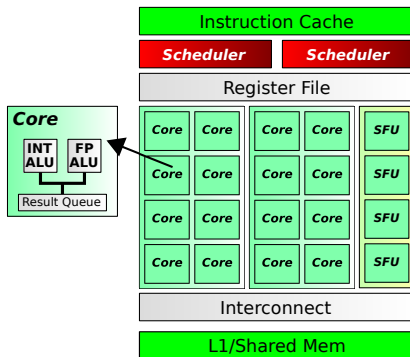 Instruction Cache
Scheduler Scheduler
Register File
Core
INT ALU
FP ALU
Result Queue
Core Core Core Core SFU
Core Core Core Core SFU
Core Core Core Core SFU
Core Core Core Core SFU
Interconnect
L1/Shared Mem